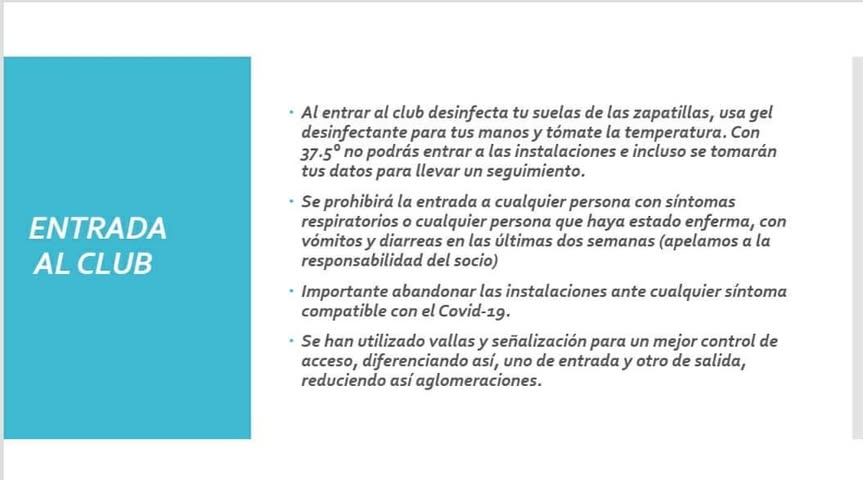 ENTRADA
AL CLUB
· Al entrar al club desinfecta tu suelas de las zapatillas, usa gel
desinfectante para tus manos y tómate la temperatura. Con
37.5º no podrás entrar a las instalaciones e incluso se tomarán
tus datos para llevar un seguimiento.
· Se prohibirá la entrada a cualquier persona con síntomas
respiratorios o cualquier persona que haya estado enferma, con
vómitos y diarreas en las últimas dos semanas (apelamos a la
responsabilidad del socio)
· Importante abandonar las instalaciones ante cualquier síntoma
compatible con el Covid-19.
· Se han utilizado vallas y señalización para un mejor control de
acceso, diferenciando así, uno de entrada y otro de salida,
reduciendo así aglomeraciones.